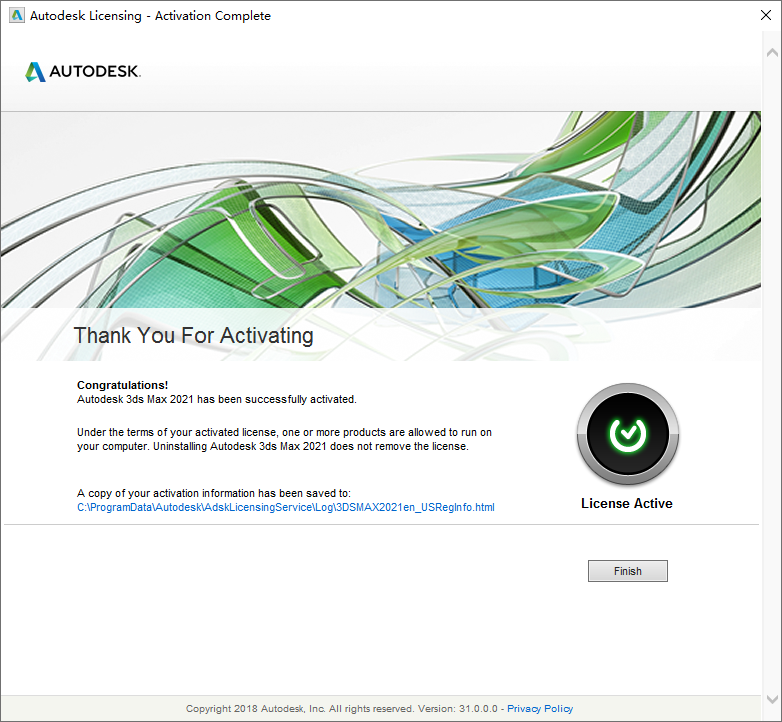 Autodesk Licensing - Activation Complete
AUTODESK.
Thank You For Activating
Congratulations!
Autodesk 3ds Max 2021 has been successfully activated.
Under the terms of your activated license, one or more products are allowed to run on
your computer. Uninstalling Autodesk 3ds Max 2021 does not remove the license.
A copy of your activation information has been saved to:
C:\ProgramData\Autodesk\AdskLicensingService\Log\3DSMAX2021en_USRegInfo.html
License Active
Finish
Copyright 2018 Autodesk, Inc. All rights reserved. Version: 31.0.0.0 - Privacy Policy